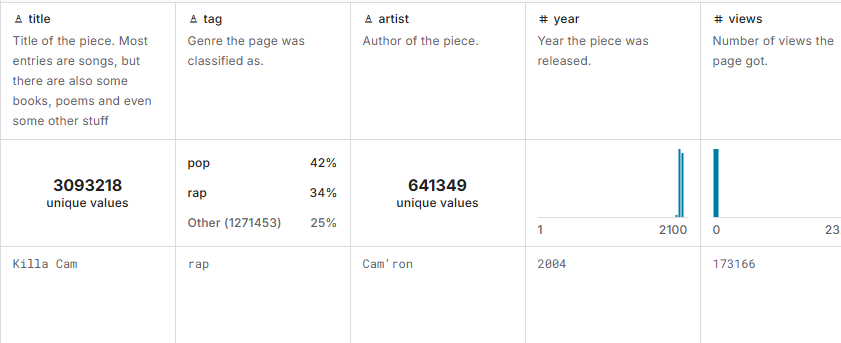 title
Title of the piece. Most
entries are songs, but
there are also some
books, poems and even
some other stuff
tag
Genre the page was
classified as.
artist
Author of the piece.
# year
Year the piece was
released.
# views
Number of views the
page got.
3093218
unique values
pop 42%
rap 34%
Other (1271453) 25%
641349
unique values
1 2100
0 23
Killa Cam
rap
Cam'ron
2004
173166